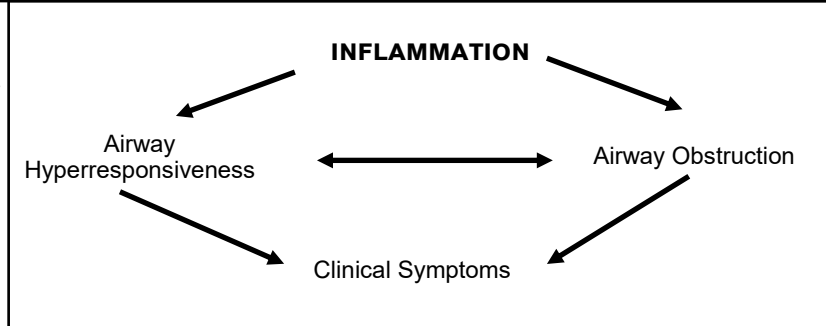 INFLAMMATION
Airway
Hyperresponsiveness
Airway Obstruction
Clinical Symptoms